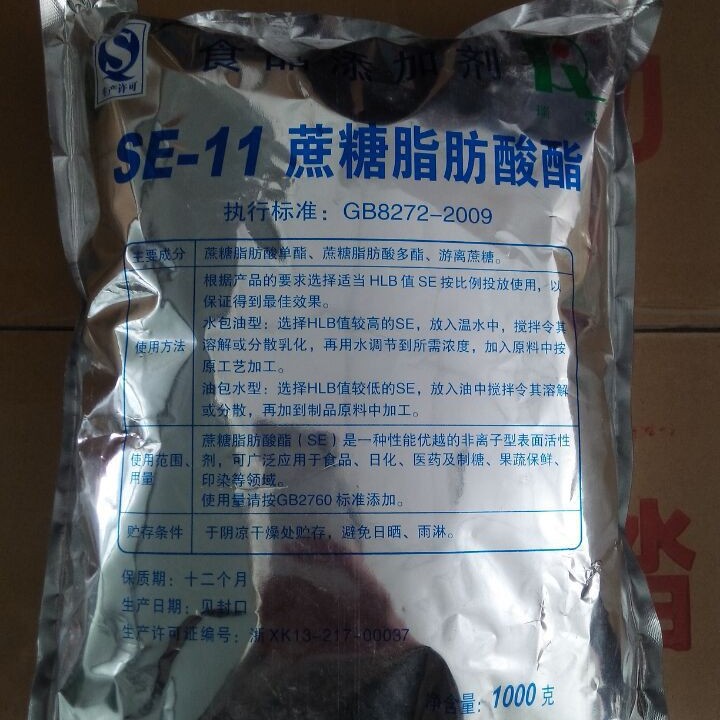 食品添加剂
生产许可
SE-11 蔗糖脂肪酸酯
执行标准：GB8272-2009
主要成分 蔗糖脂肪酸单酯、蔗糖脂肪酸多酯、游离蔗糖。
根据产品的要求选择适当HLB值SE按比例投放使用，以
保证得到最佳效果。
水包油型：选择HLB值较高的SE，放入温水中，搅拌令其
使用方法 溶解或分散乳化，再用水调节到所需浓度，加入原料中按
原工艺加工。
油包水型：选择HLB值较低的SE，放入油中搅拌令其溶解
或分散，再加到制品原料中加工。
蔗糖脂肪酸酯（SE）是一种性能优越的非离子型表面活性
使用范围、 剂，可广泛应用于食品、日化、医药及制糖、果蔬保鲜、
用量 印染等领域。
使用量请按GB2760标准添加。
贮存条件 于阴凉干燥处贮存，避免日晒、雨淋。
保质期：十二个月
生产日期：见封口
生产许可证编号：浙XK13-217-00037
净含量：1000克